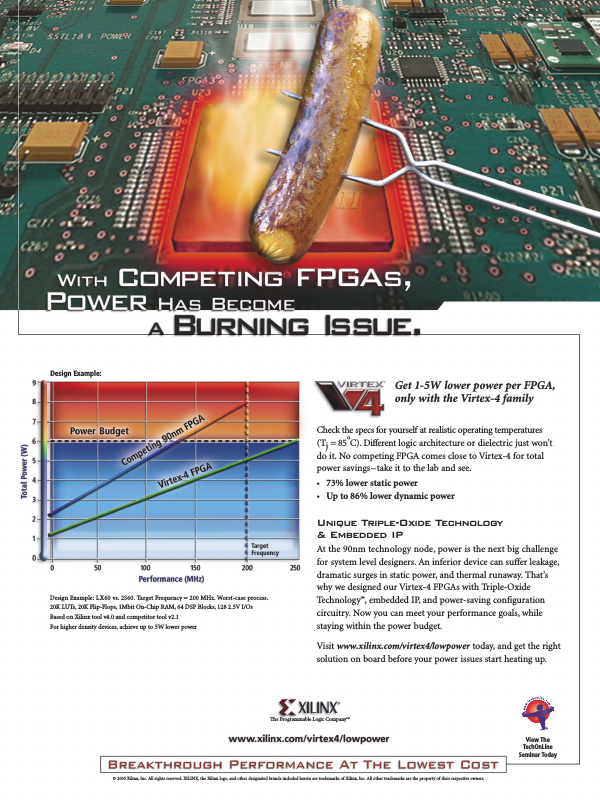 SSTL183 POWER
P21
FPGA3
U23
P27
C217
C260
II
WITH COMPETING FPGAS,
POWER HAS BECOME
A BURNING ISSUE.
Design Example:
9
8
7
6
5
4
3
2
1
0
Total Power (W)
Power Budget
Competing 90nm FPGA
Virtex-4 FPGA
Target
Frequency
0 50 100 150 200 250
Performance (MHz)
Design Example: LX60 vs. 2S60. Target Frequency = 200 MHz. Worst-case process.
20K LUTs, 20K Flip-Flops, 1Mbit On-Chip RAM, 64 DSP Blocks, 128 2.5V I/Os
Based on Xilinx tool v4.0 and competitor tool v2.1
For higher density devices, achieve up to 5W lower power
VIRTEX
V4
Get 1-5W lower power per FPGA,
only with the Virtex-4 family
Check the specs for yourself at realistic operating temperatures
(Tj = 85°C). Different logic architecture or dielectric just won't
do it. No competing FPGA comes close to Virtex-4 for total
power savings–take it to the lab and see.
• 73% lower static power
• Up to 86% lower dynamic power
UNIQUE TRIPLE-OXIDE TECHNOLOGY
& EMBEDDED IP
At the 90nm technology node, power is the next big challenge
for system level designers. An inferior device can suffer leakage,
dramatic surges in static power, and thermal runaway. That's
why we designed our Virtex-4 FPGAs with Triple-Oxide
Technology™, embedded IP, and power-saving configuration
circuitry. Now you can meet your performance goals, while
staying within the power budget.
Visit www.xilinx.com/virtex4/lowpower today, and get the right
solution on board before your power issues start heating up.
XILINX®
The Programmable Logic Company℠
www.xilinx.com/virtex4/lowpower
View The
TechOnLine
Seminar Today
BREAKTHROUGH PERFORMANCE AT THE LOWEST COST
© 2005 Xilinx, Inc. All rights reserved. XILINX, the Xilinx logo, and other designated brands included herein are trademarks of Xilinx, Inc. All other trademarks are the property of their respective owners.